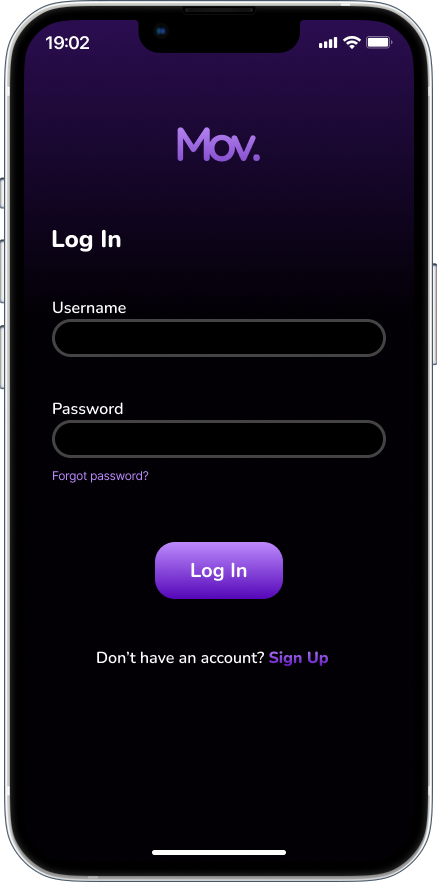 19:02
Mov.
Log In
Username
Password
Forgot password?
Log In
Don't have an account? Sign Up